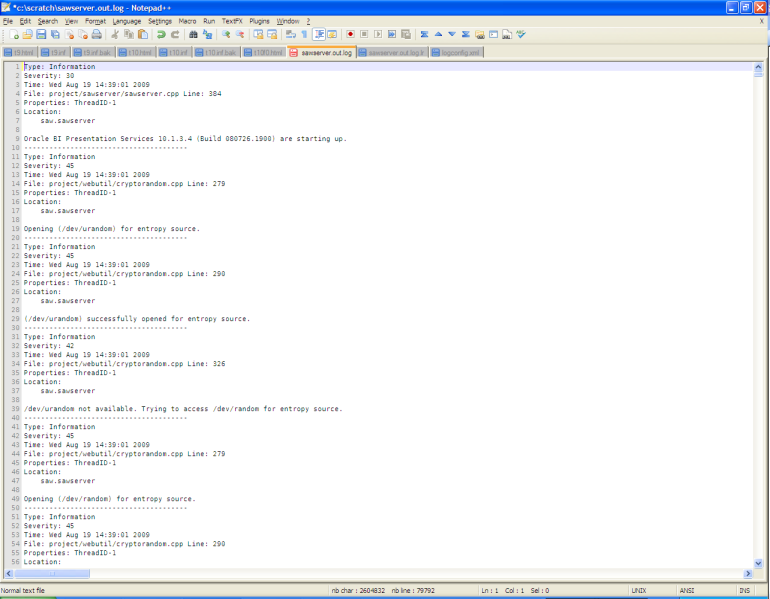 *c:\scratch\sawserver.out.log - Notepad++
File Edit Search View Format Language Settings Macro Run TextFX Plugins Window ? X
t9.html t5.inf t5.inf.bak t10.html t10.inf t10.inf.bak sawserver.out.log logconfig.xml
1 Type: Information
2 Severity: 30
3 Time: Wed Aug 19 14:39:01 2009
4 File: project/sawserver/sawserver.cpp Line: 384
5 Properties: ThreadID-1
6 Location:
7 saw.sawserver
8
9 Oracle BI Presentation Services 10.1.3.4 (Build 080726.1900) are starting up.
10 ---------------------------------------
11 Type: Information
12 Severity: 45
13 Time: Wed Aug 19 14:39:01 2009
14 File: project/webutil/cryptorandom.cpp Line: 279
15 Properties: ThreadID-1
16 Location:
17 saw.sawserver
18
19 Opening (/dev/urandom) for entropy source.
20 ---------------------------------------
21 Type: Information
22 Severity: 45
23 Time: Wed Aug 19 14:39:01 2009
24 File: project/webutil/cryptorandom.cpp Line: 290
25 Properties: ThreadID-1
26 Location:
27 saw.sawserver
28
29 (/dev/urandom) successfully opened for entropy source.
30 ---------------------------------------
31 Type: Information
32 Severity: 42
33 Time: Wed Aug 19 14:39:01 2009
34 File: project/webutil/cryptorandom.cpp Line: 326
35 Properties: ThreadID-1
36 Location:
37 saw.sawserver
38
39 /dev/urandom not available. Trying to access /dev/random for entropy source.
40 ---------------------------------------
41 Type: Information
42 Severity: 45
43 Time: Wed Aug 19 14:39:01 2009
44 File: project/webutil/cryptorandom.cpp Line: 279
45 Properties: ThreadID-1
46 Location:
47 saw.sawserver
48
49 Opening (/dev/random) for entropy source.
50 ---------------------------------------
51 Type: Information
52 Severity: 45
53 Time: Wed Aug 19 14:39:01 2009
54 File: project/webutil/cryptorandom.cpp Line: 290
55 Properties: ThreadID-1
56 Location:
Normal text file nb char : 2604832 nb line : 79792 Ln : 1 Col : 1 Sel : 0 UNIX ANSI INS